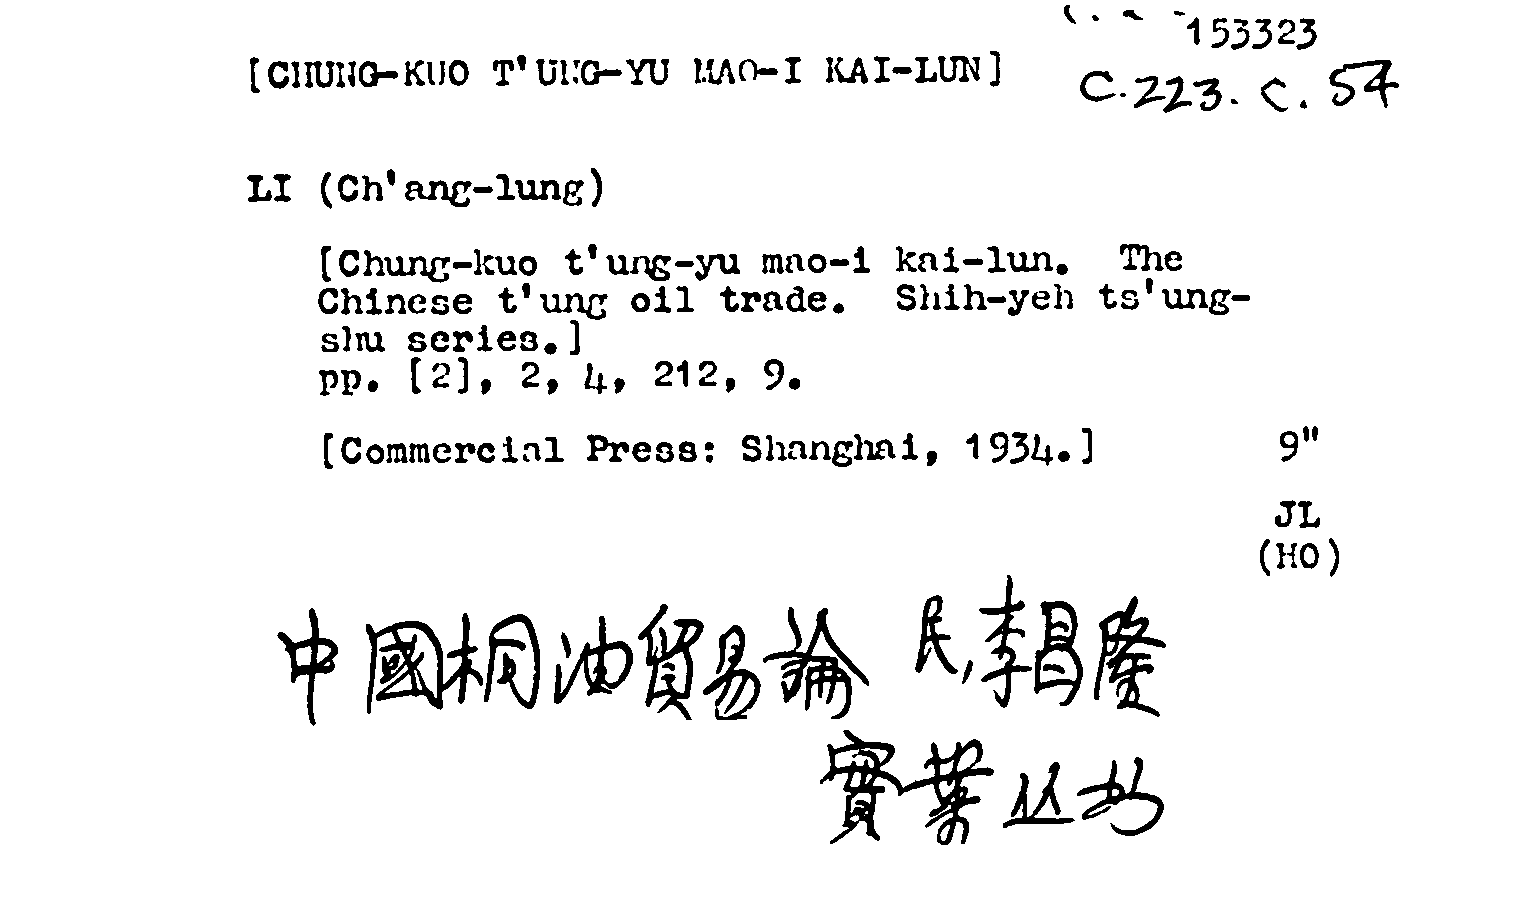 153323
[CHUNG-KUO T'UNG-YU MAO-I KAI-LUN]
C.223.c.54
LI (Ch'ang-lung)
[Chung-kuo t'ung-yu mao-i kai-lun. The
Chinese t'ung oil trade. Shih-yeh ts'ung-
shu series.]
pp. [2], 2, 4, 212, 9.
[Commercial Press: Shanghai, 1934.] 9"
JL
(HO)
中國桐油貿易論 民,李昌隆
實業丛书